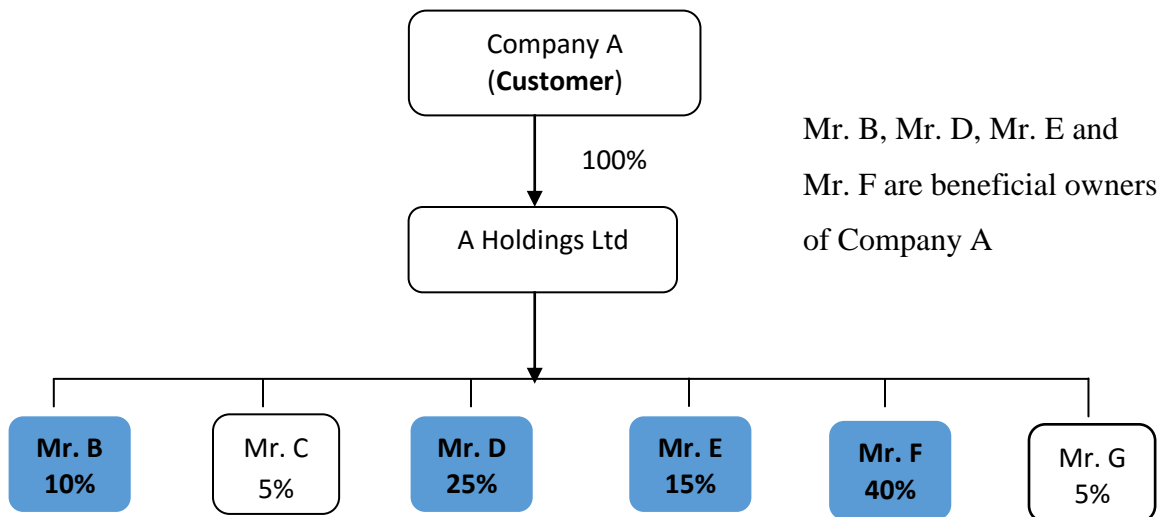 Company A
(Customer)
100%
Mr. B, Mr. D, Mr. E and
Mr. F are beneficial owners
of Company A
A Holdings Ltd
Mr. B
10%
Mr. C
5%
Mr. D
25%
Mr. E
15%
Mr. F
40%
Mr. G
5%